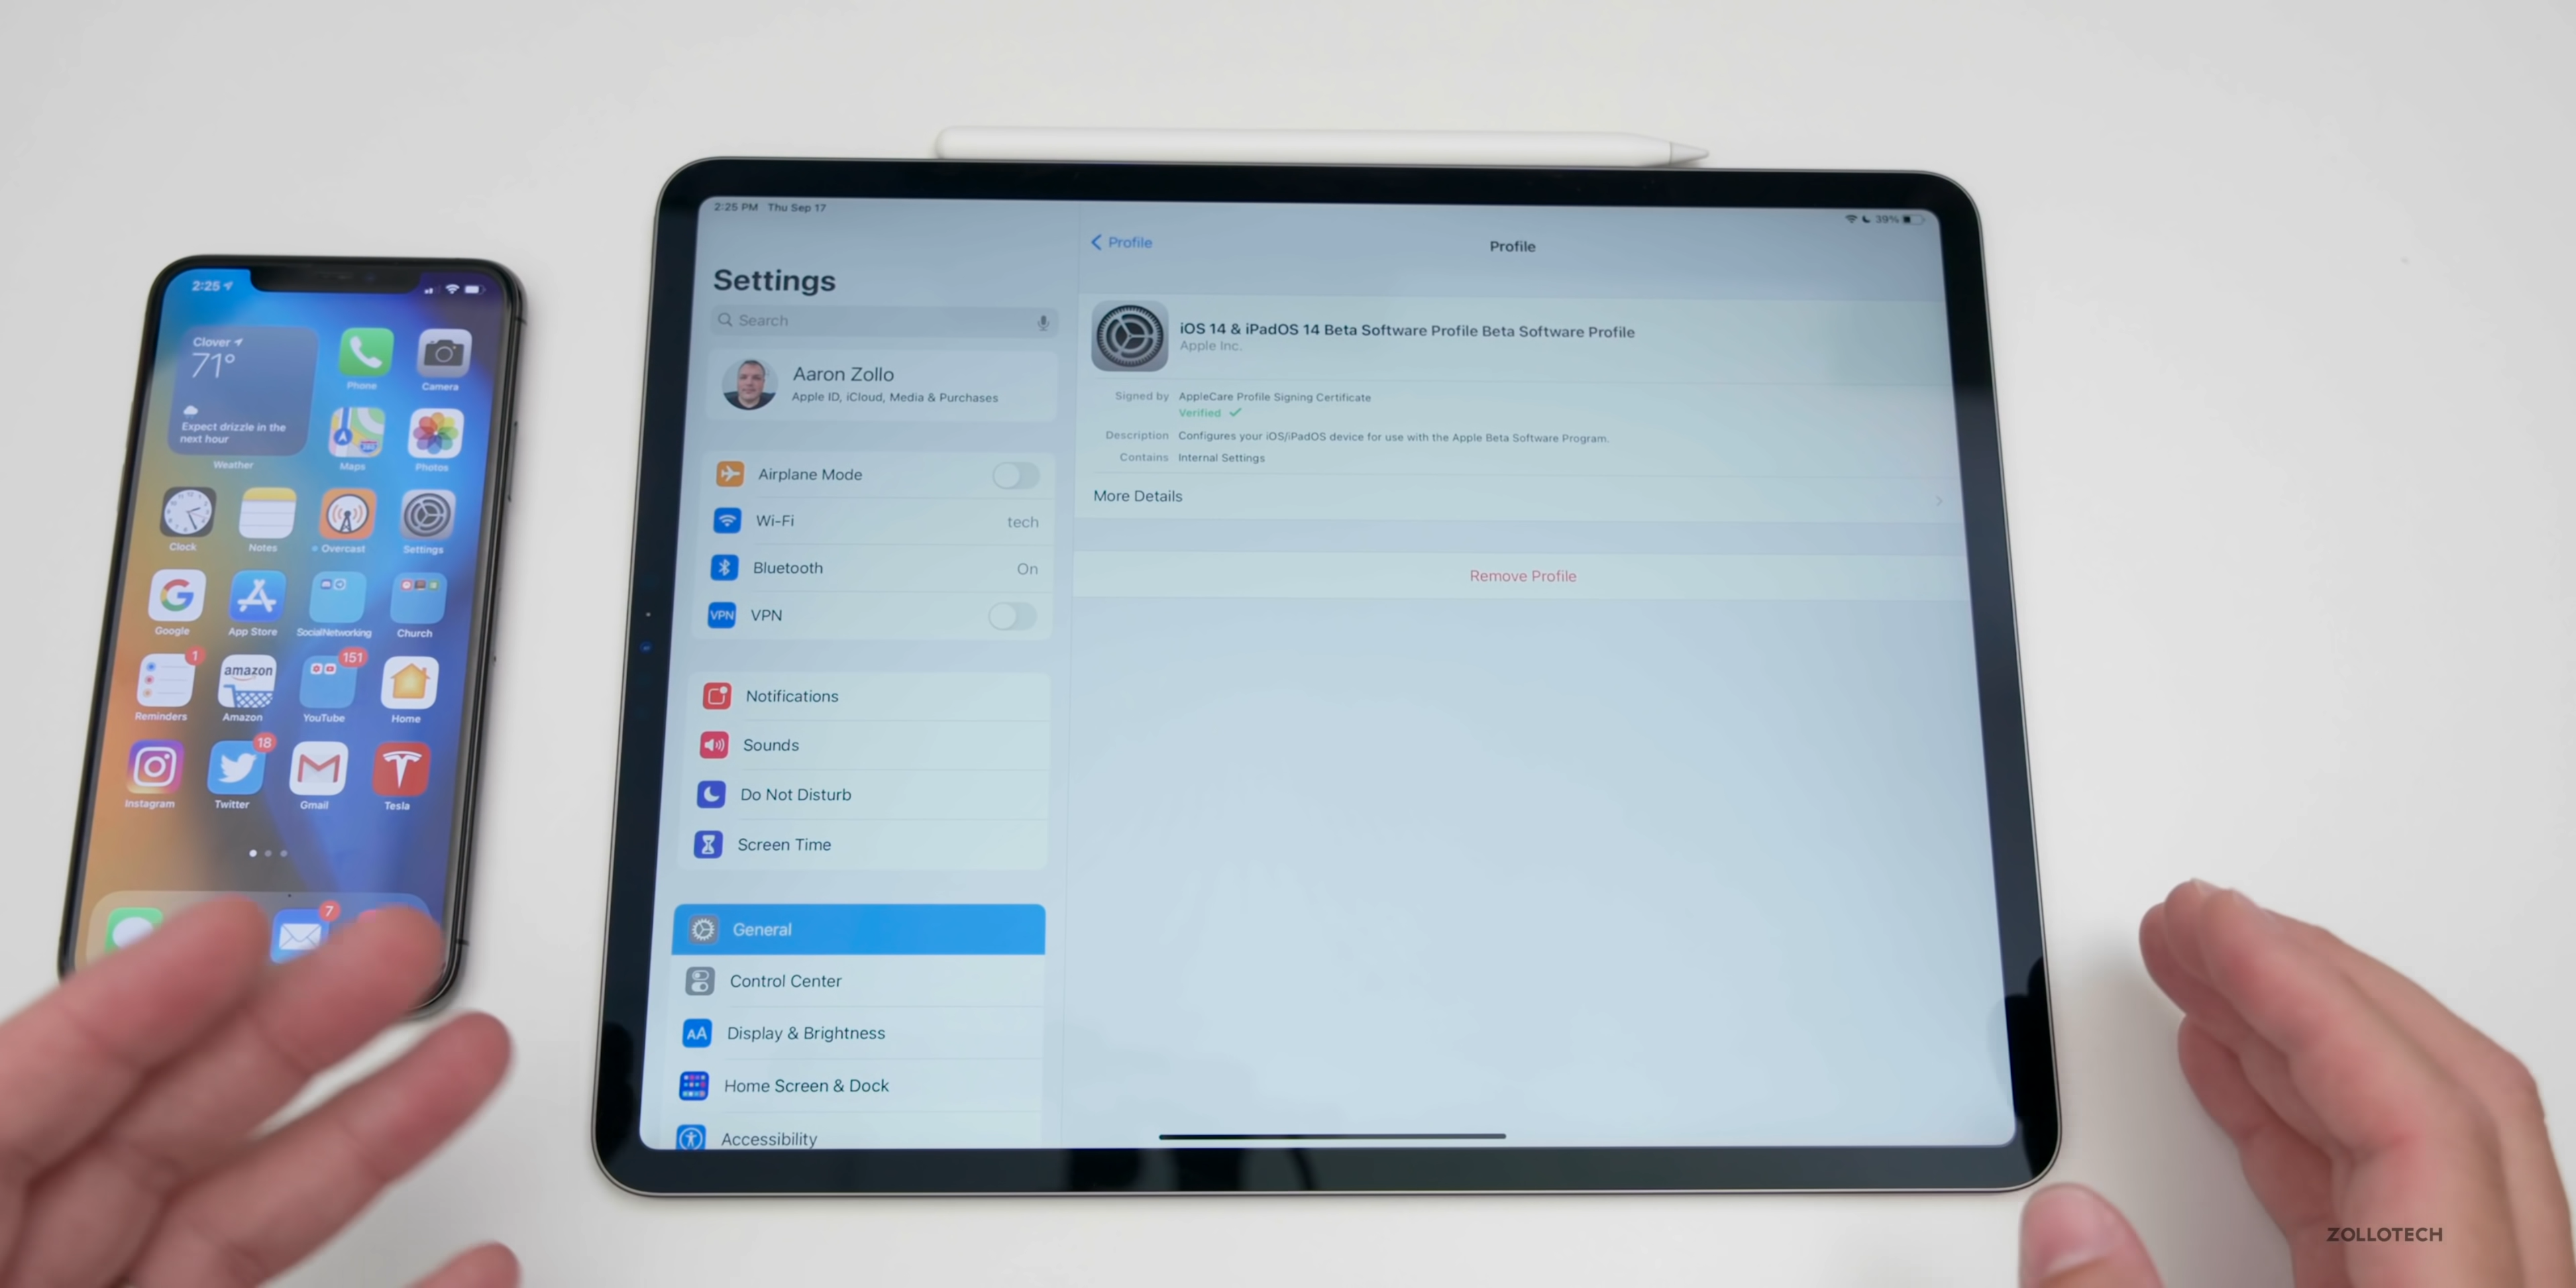 2:25
Clover
71°
Expect drizzle in the
next hour
Weather
Phone
Camera
Maps
Photos
Clock
Notes
Overcast
Settings
Google
App Store
SocialNetworking
Church
1
amazon
151
Reminders
Amazon
YouTube
Home
18
Instagram
Twitter
Gmail
Tesla
7
2:25 PM Thu Sep 17
39%
Settings
Search
Aaron Zollo
Apple ID, iCloud, Media & Purchases
Airplane Mode
Wi-Fi
tech
Bluetooth
On
VPN
VPN
Notifications
Sounds
Do Not Disturb
Screen Time
General
Control Center
AA
Display & Brightness
Home Screen & Dock
Accessibility
Profile
Profile
iOS 14 & iPadOS 14 Beta Software Profile Beta Software Profile
Apple Inc.
Signed by AppleCare Profile Signing Certificate
Verified
Description Configures your iOS/iPadOS device for use with the Apple Beta Software Program.
Contains Internal Settings
More Details
Remove Profile
ZOLLOTECH